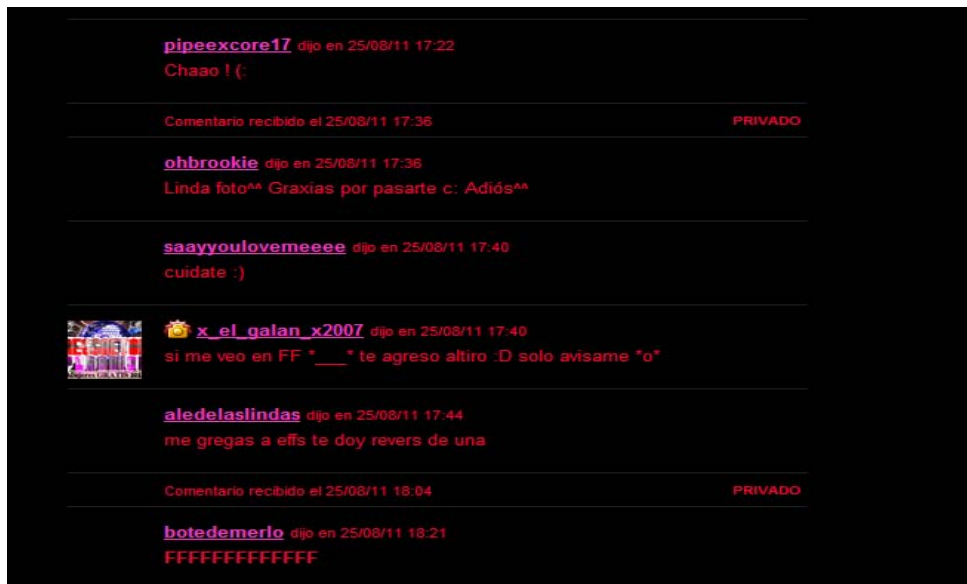 pipeexcore17 dijo en 25/08/11 17:22
Chaao ! (:
Comentario recibido el 25/08/11 17:36 PRIVADO
ohbrookie dijo en 25/08/11 17:36
Linda foto^^ Graxias por pasarte c: Adiós^^
saayyoulovemeeee dijo en 25/08/11 17:40
cuidate :)
x_el_galan_x2007 dijo en 25/08/11 17:40
si me veo en FF *___* te agreso altiro :D solo avisame *o*
aledelaslindas dijo en 25/08/11 17:44
me gregas a effs te doy revers de una
Comentario recibido el 25/08/11 18:04 PRIVADO
botedemerlo dijo en 25/08/11 18:21
FFFFFFFFFFFFF